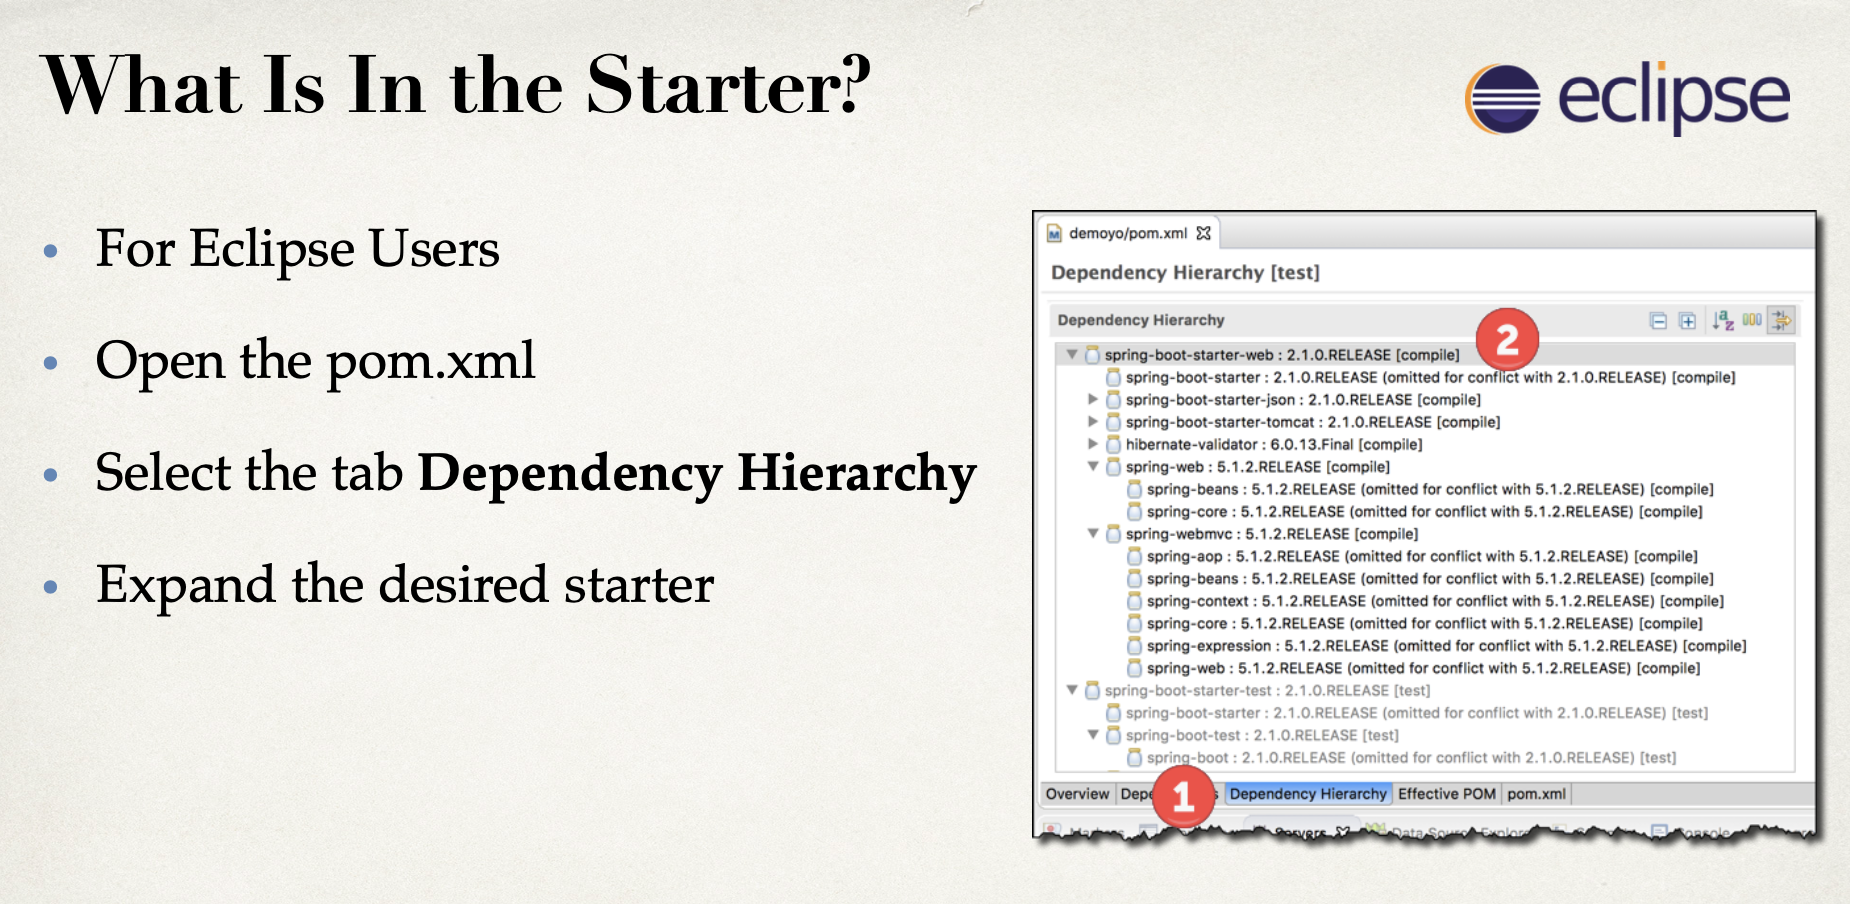 What Is In the Starter?
eclipse
• For Eclipse Users
• Open the pom.xml
• Select the tab Dependency Hierarchy
• Expand the desired starter
demoyo/pom.xml
Dependency Hierarchy [test]
Dependency Hierarchy
2
spring-boot-starter-web : 2.1.0.RELEASE [compile]
spring-boot-starter : 2.1.0.RELEASE (omitted for conflict with 2.1.0.RELEASE) [compile]
spring-boot-starter-json : 2.1.0.RELEASE [compile]
spring-boot-starter-tomcat : 2.1.0.RELEASE [compile]
hibernate-validator : 6.0.13.Final [compile]
spring-web : 5.1.2.RELEASE [compile]
spring-beans : 5.1.2.RELEASE (omitted for conflict with 5.1.2.RELEASE) [compile]
spring-core : 5.1.2.RELEASE (omitted for conflict with 5.1.2.RELEASE) [compile]
spring-webmvc : 5.1.2.RELEASE [compile]
spring-aop : 5.1.2.RELEASE (omitted for conflict with 5.1.2.RELEASE) [compile]
spring-beans : 5.1.2.RELEASE (omitted for conflict with 5.1.2.RELEASE) [compile]
spring-context : 5.1.2.RELEASE (omitted for conflict with 5.1.2.RELEASE) [compile]
spring-core : 5.1.2.RELEASE (omitted for conflict with 5.1.2.RELEASE) [compile]
spring-expression : 5.1.2.RELEASE (omitted for conflict with 5.1.2.RELEASE) [compile]
spring-web : 5.1.2.RELEASE (omitted for conflict with 5.1.2.RELEASE) [compile]
spring-boot-starter-test : 2.1.0.RELEASE [test]
spring-boot-starter : 2.1.0.RELEASE (omitted for conflict with 2.1.0.RELEASE) [test]
spring-boot-test : 2.1.0.RELEASE [test]
spring-boot : 2.1.0.RELEASE (omitted for conflict with 2.1.0.RELEASE) [test]
Overview 1 Dependency Hierarchy Effective POM pom.xml
Servers Data Source Explorer Console